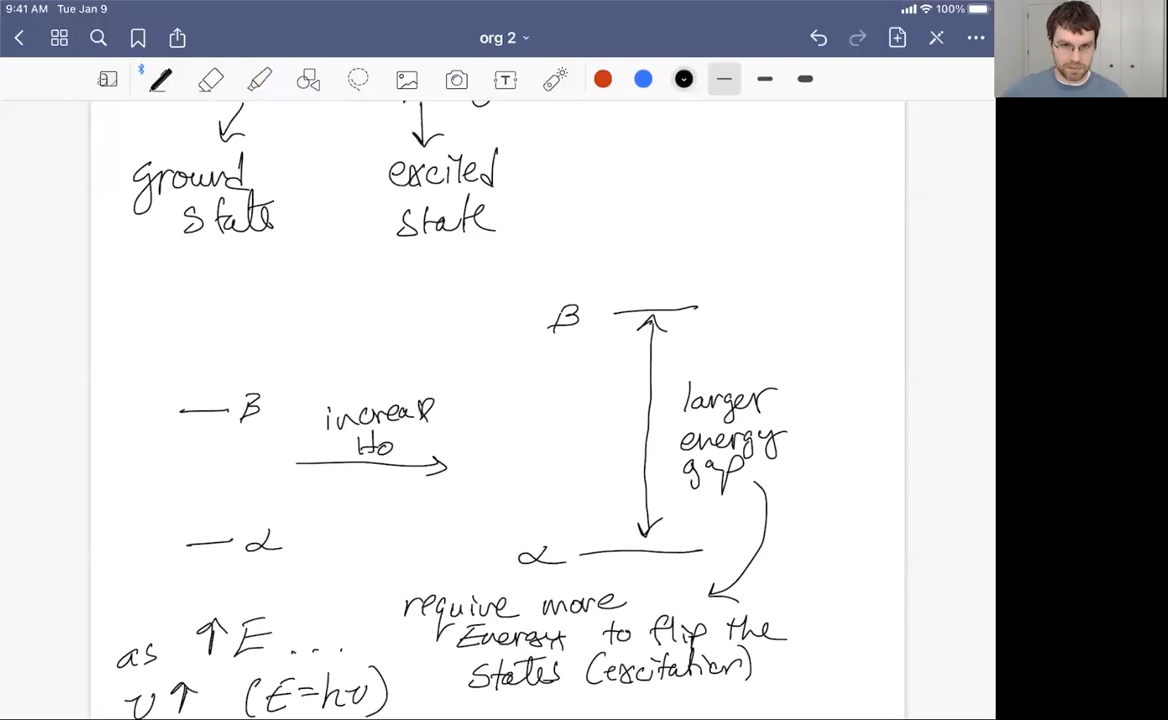 9:41 AM Tue Jan 9
100%
org 2
ground
state
excited
state
β
β
increase
Ho
larger
energy
gap
α
α
require more
Energy to flip the
states (excitation)
as ↑E ...
ν↑ (E=hν)